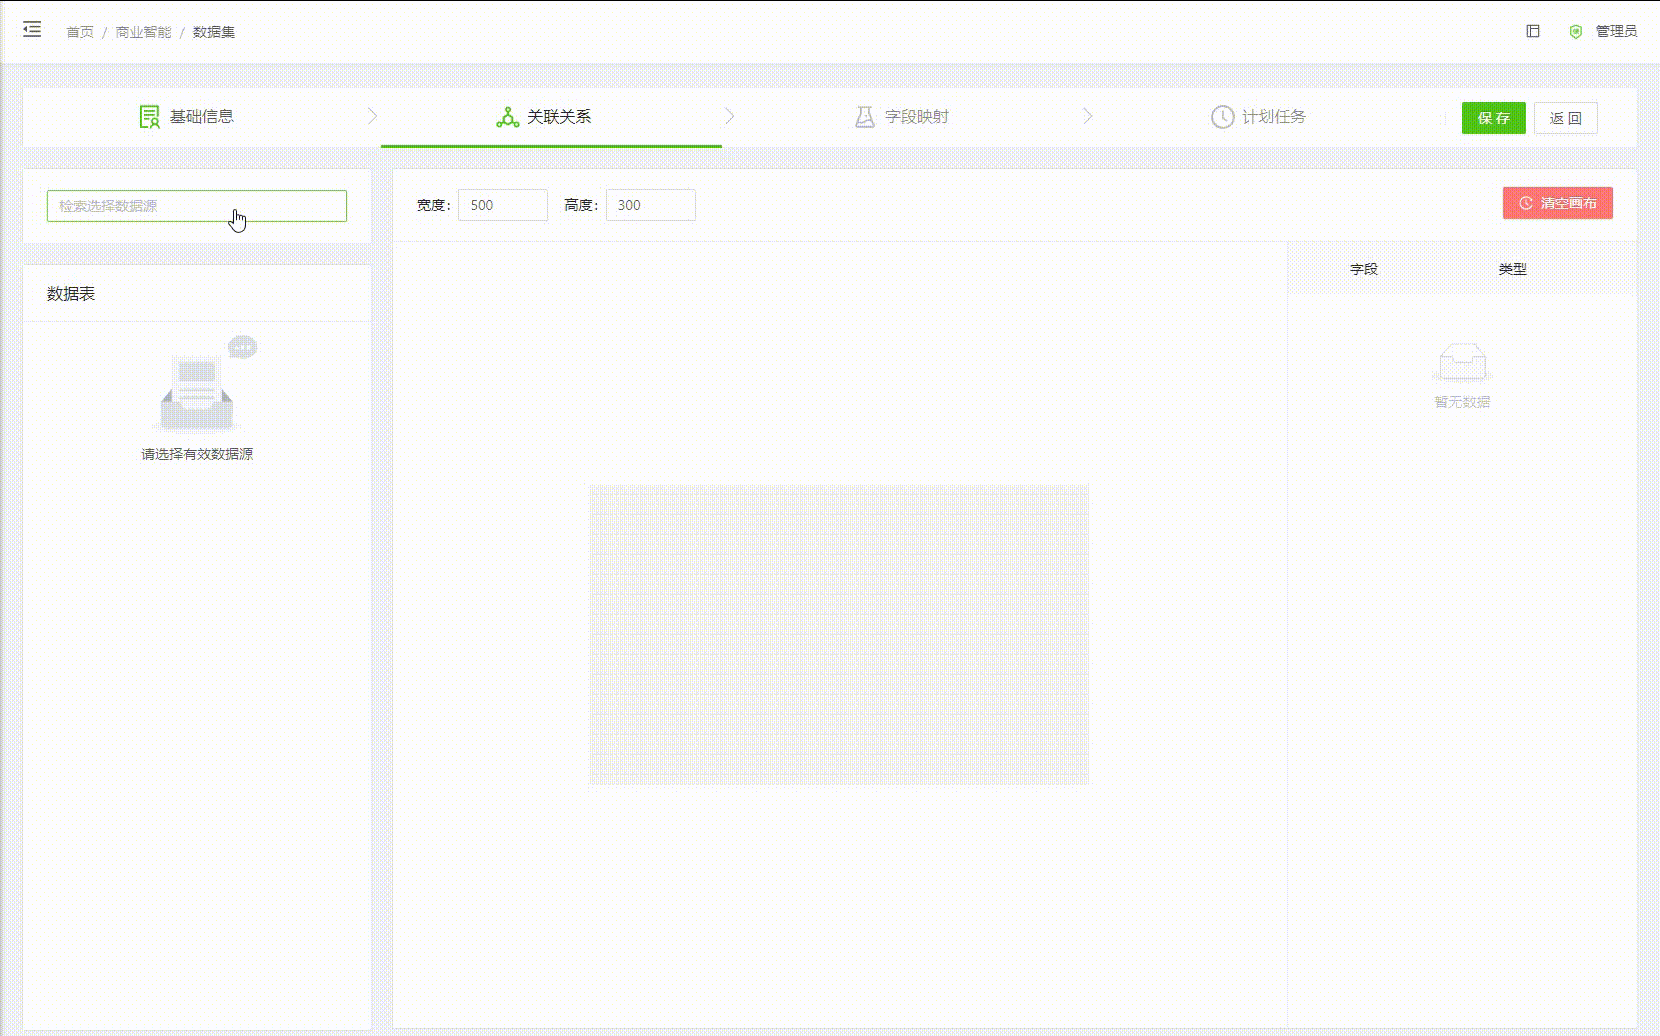 首页 / 商业智能 / 数据集
管理员
基础信息
关联关系
字段映射
计划任务
保 存
返 回
检索选择数据源
宽度： 500
高度： 300
清空画布
数据表
请选择有效数据源
字段
类型
暂无数据